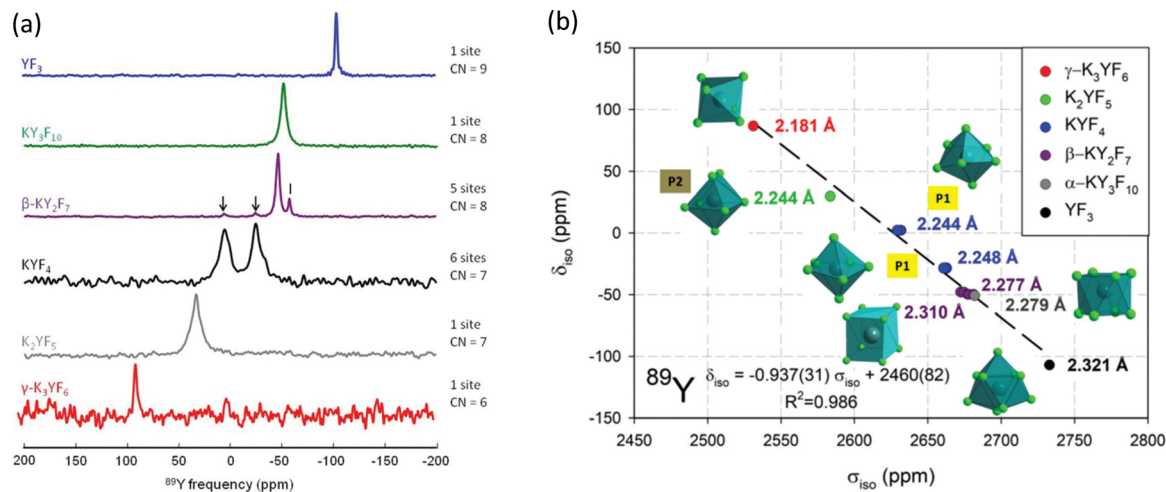 (a)
YF₃
1 site
CN = 9
KY₃F₁₀
1 site
CN = 8
β-KY₂F₇
5 sites
CN = 8
KYF₄
6 sites
CN = 7
K₂YF₅
1 site
CN = 7
γ-K₃YF₆
1 site
CN = 6
200 150 100 50 0 -50 -100 -150 -200
⁸⁹Y frequency (ppm)
(b)
δiso (ppm)
150
100
50
0
-50
-100
-150
2450 2500 2550 2600 2650 2700 2750 2800
σiso (ppm)
γ–K₃YF₆
K₂YF₅
KYF₄
β–KY₂F₇
α–KY₃F₁₀
YF₃
2.181 Å
P2
2.244 Å
P1
2.244 Å
P1
2.248 Å
2.277 Å
2.310 Å
2.279 Å
2.321 Å
⁸⁹Y
δiso = -0.937(31) σiso + 2460(82)
R²=0.986